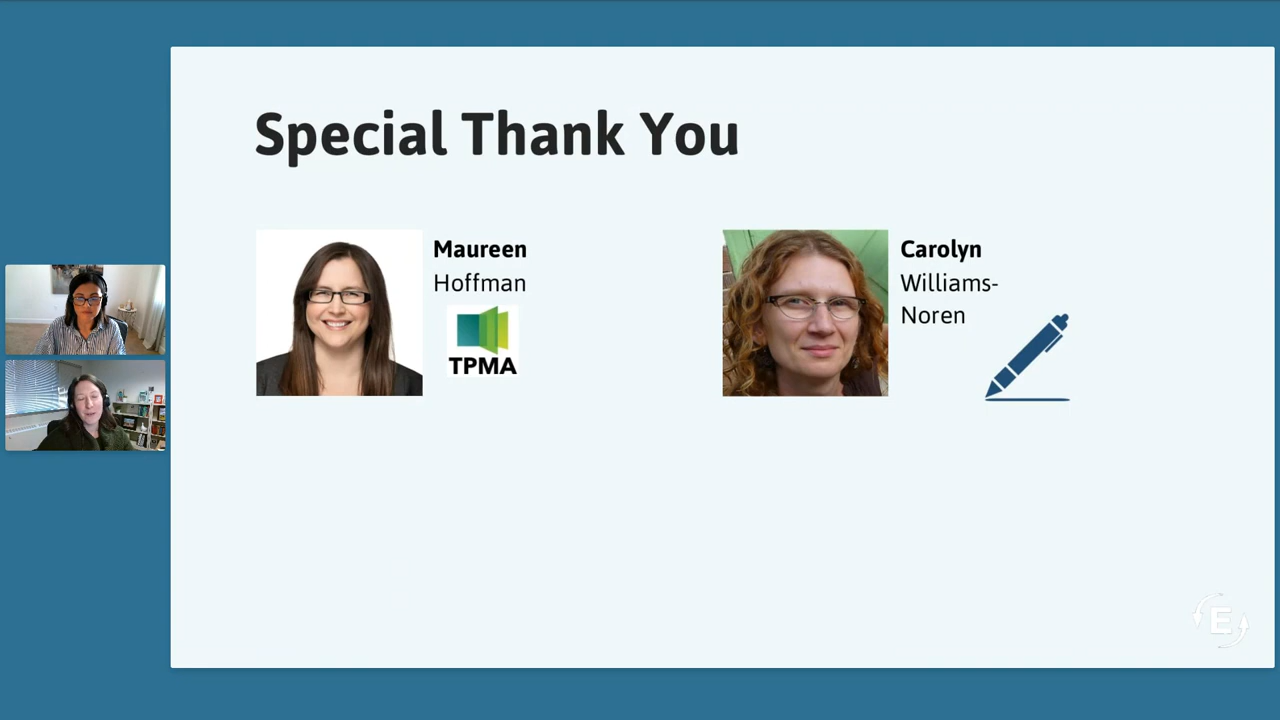 Special Thank You
Maureen
Hoffman
TPMA
Carolyn
Williams-
Noren
E